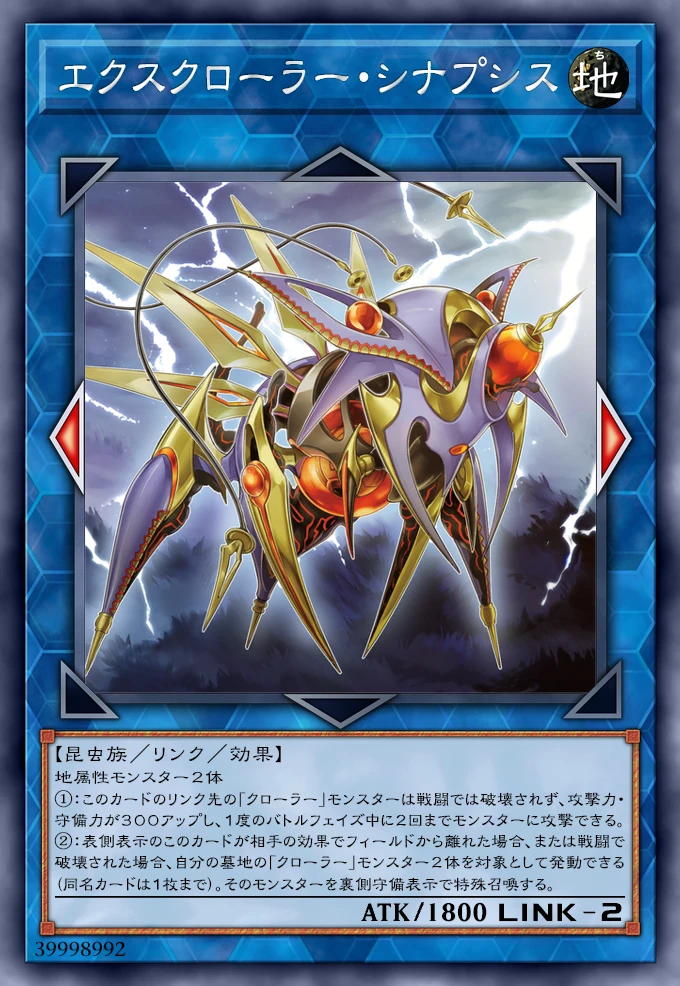 エクスクローラー・シナプシス
ち
地
【昆虫族／リンク／効果】
地属性モンスター２体
①：このカードのリンク先の「クローラー」モンスターは戦闘では破壊されず、攻撃力・
守備力が３００アップし、１度のバトルフェイズ中に２回までモンスターに攻撃できる。
②：表側表示のこのカードが相手の効果でフィールドから離れた場合、または戦闘で
破壊された場合、自分の墓地の「クローラー」モンスター２体を対象として発動できる
（同名カードは１枚まで）。そのモンスターを裏側守備表示で特殊召喚する。
ATK/1800 LINK-2
39998992